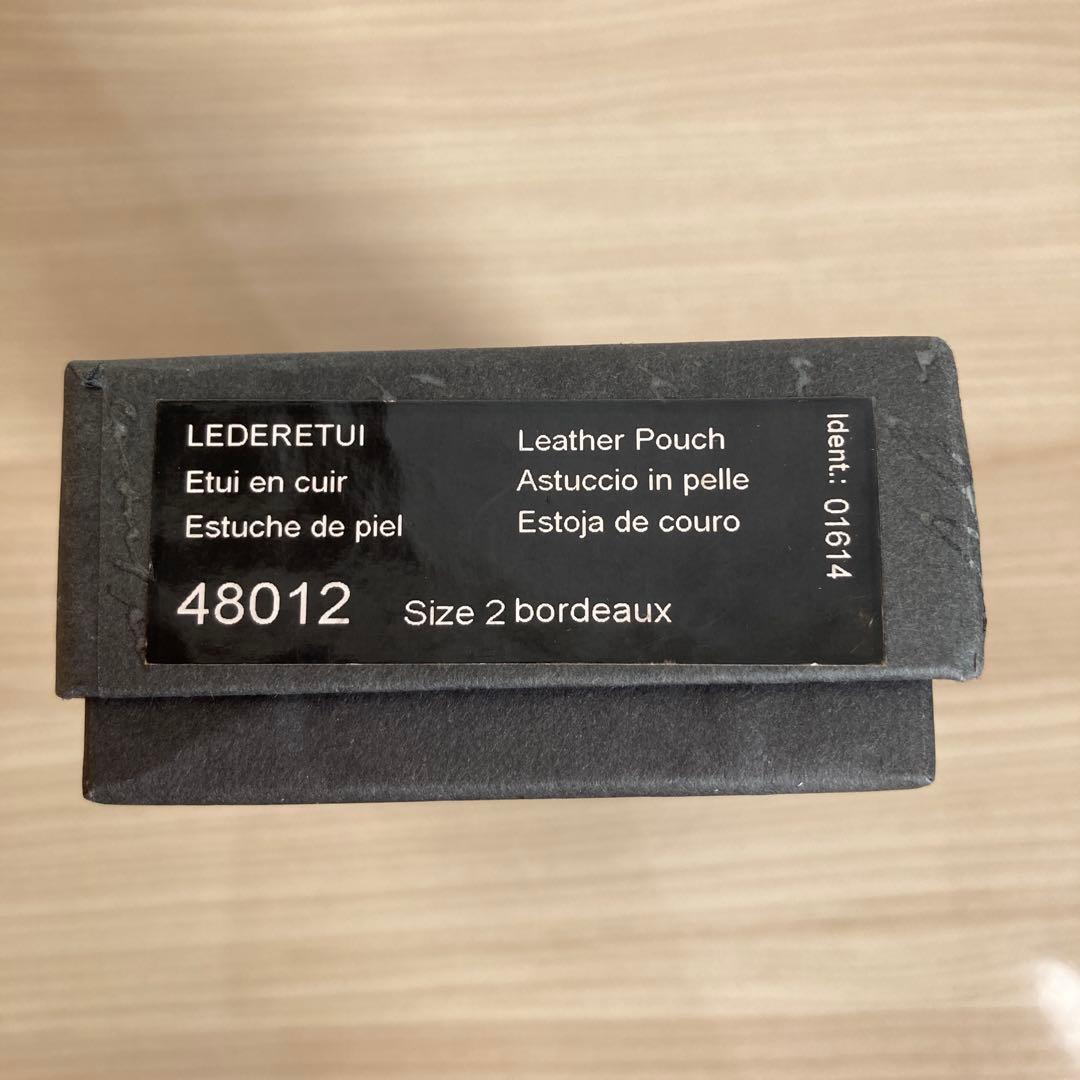 LEDERETUI
Etui en cuir
Estuche de piel
Leather Pouch
Astuccio in pelle
Estoja de couro
48012 Size 2 bordeaux
Ident.: 01614